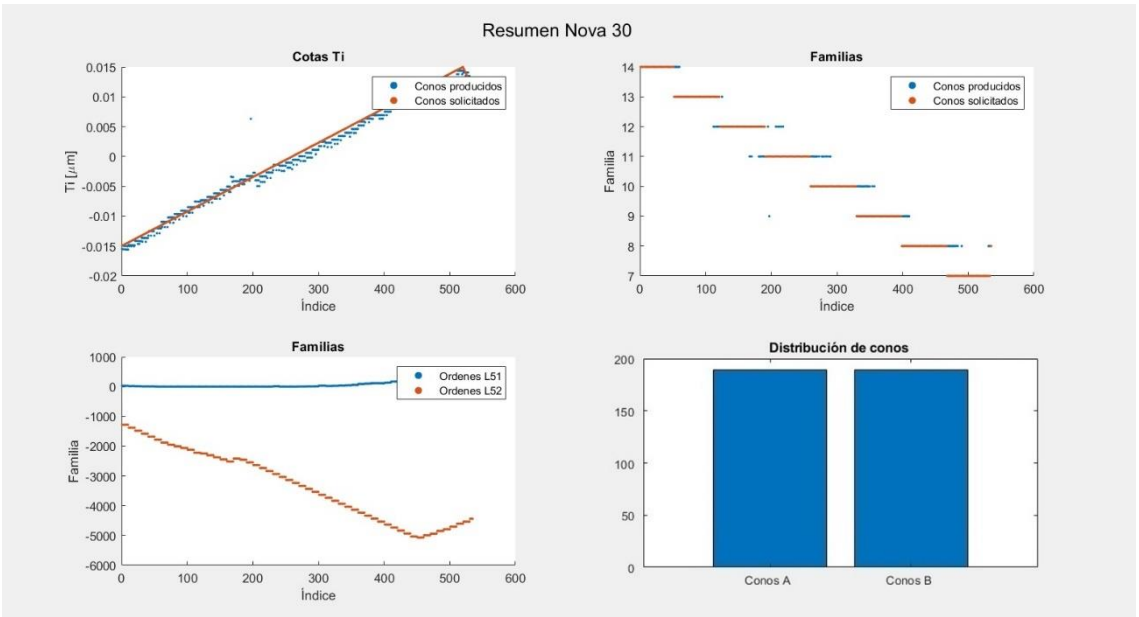 Resumen Nova 30
Cotas Ti
0.015
0.01
0.005
0
-0.005
-0.01
-0.015
-0.02
Ti [μm]
0 100 200 300 400 500 600
Índice
Conos producidos
Conos solicitados
Familias
14
13
12
11
10
9
8
7
Familia
0 100 200 300 400 500 600
Índice
Conos producidos
Conos solicitados
Familias
1000
0
-1000
-2000
-3000
-4000
-5000
-6000
Familia
0 100 200 300 400 500 600
Índice
Ordenes L51
Ordenes L52
Distribución de conos
200
150
100
50
0
Conos A Conos B